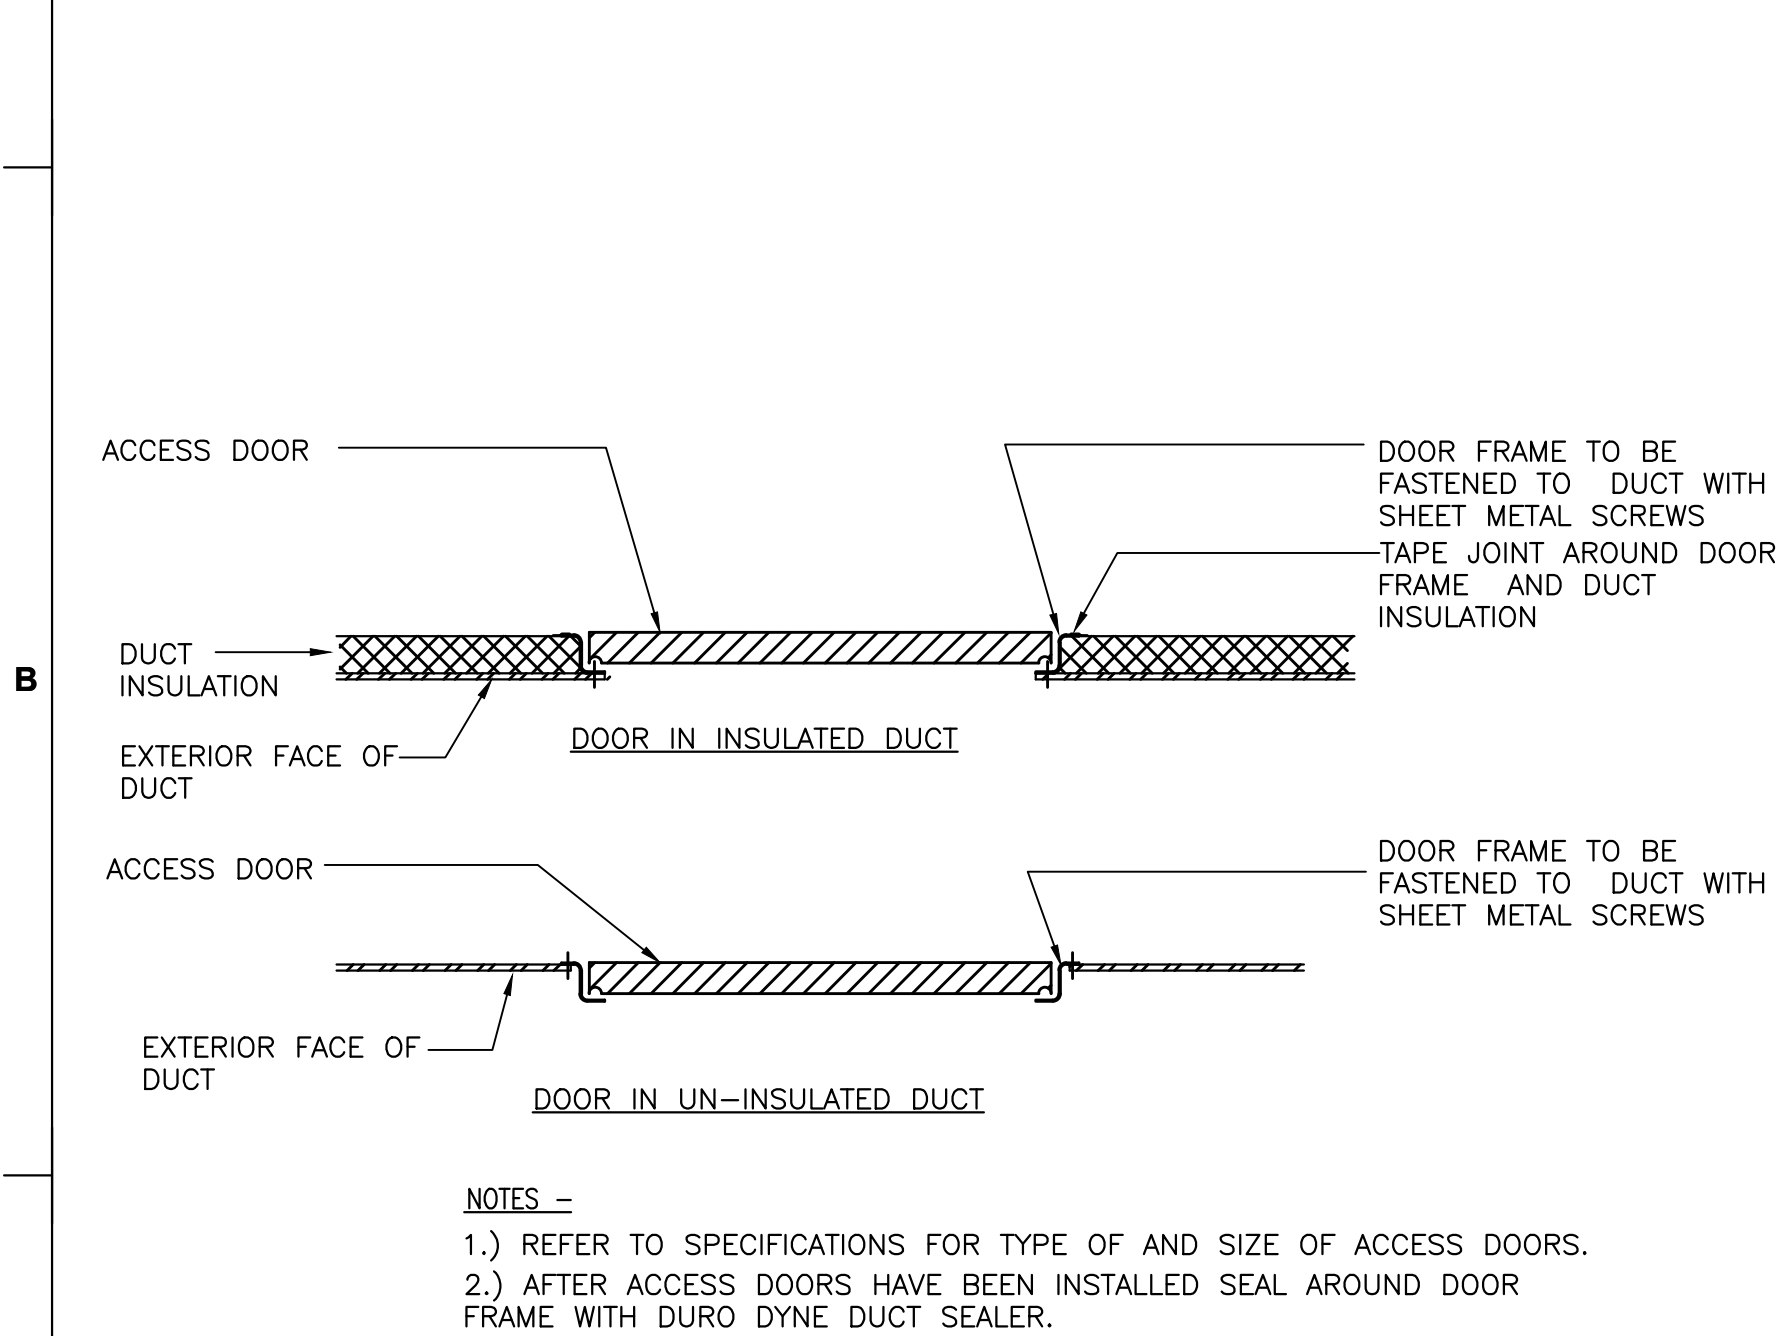 ACCESS DOOR
DOOR FRAME TO BE
FASTENED TO DUCT WITH
SHEET METAL SCREWS
TAPE JOINT AROUND DOOR
FRAME AND DUCT
INSULATION
DUCT
INSULATION
B
EXTERIOR FACE OF
DUCT
DOOR IN INSULATED DUCT
ACCESS DOOR
DOOR FRAME TO BE
FASTENED TO DUCT WITH
SHEET METAL SCREWS
EXTERIOR FACE OF
DUCT
DOOR IN UN-INSULATED DUCT
NOTES -
1.) REFER TO SPECIFICATIONS FOR TYPE OF AND SIZE OF ACCESS DOORS.
2.) AFTER ACCESS DOORS HAVE BEEN INSTALLED SEAL AROUND DOOR
FRAME WITH DURO DYNE DUCT SEALER.